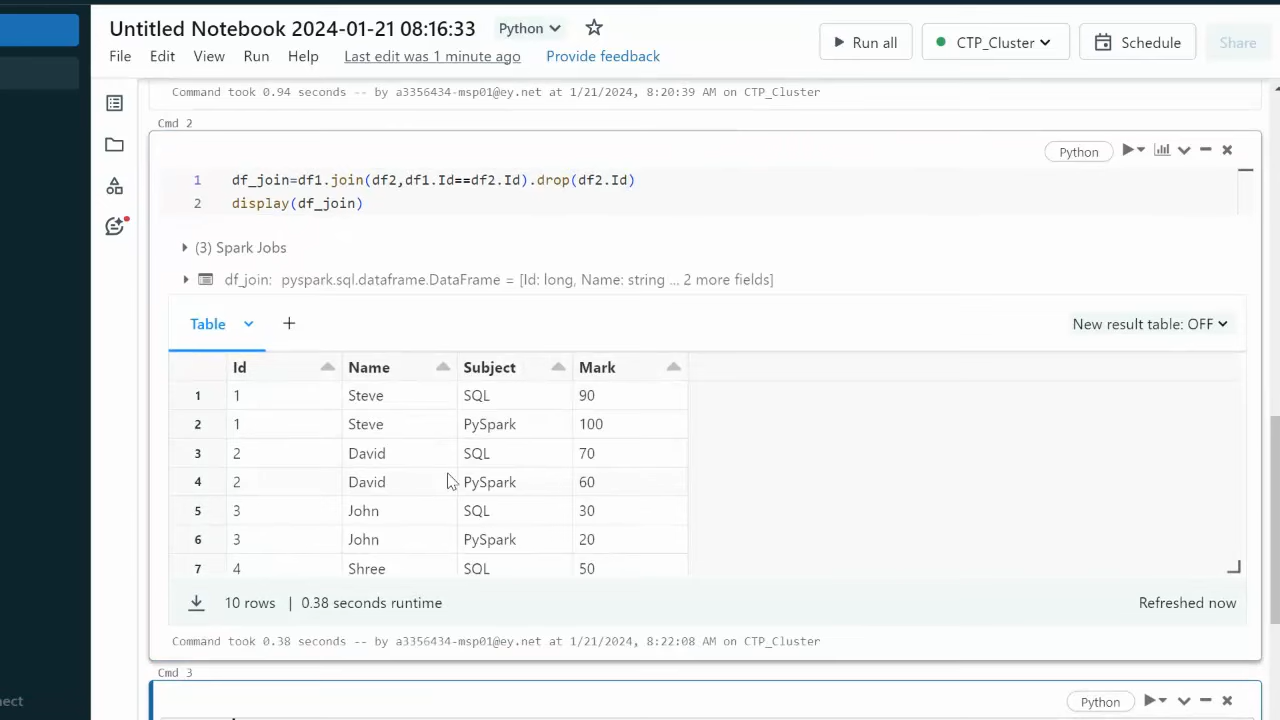 Untitled Notebook 2024-01-21 08:16:33 Python
Run all CTP_Cluster Schedule Share
File Edit View Run Help Last edit was 1 minute ago Provide feedback
Command took 0.94 seconds -- by a3356434-msp01@ey.net at 1/21/2024, 8:20:39 AM on CTP_Cluster
Cmd 2
Python
1 df_join=df1.join(df2,df1.Id==df2.Id).drop(df2.Id)
2 display(df_join)
(3) Spark Jobs
df_join: pyspark.sql.dataframe.DataFrame = [Id: long, Name: string ... 2 more fields]
Table + New result table: OFF
Id Name Subject Mark
1 1 Steve SQL 90
2 1 Steve PySpark 100
3 2 David SQL 70
4 2 David PySpark 60
5 3 John SQL 30
6 3 John PySpark 20
7 4 Shree SQL 50
10 rows | 0.38 seconds runtime Refreshed now
Command took 0.38 seconds -- by a3356434-msp01@ey.net at 1/21/2024, 8:22:08 AM on CTP_Cluster
Cmd 3
nect
Python